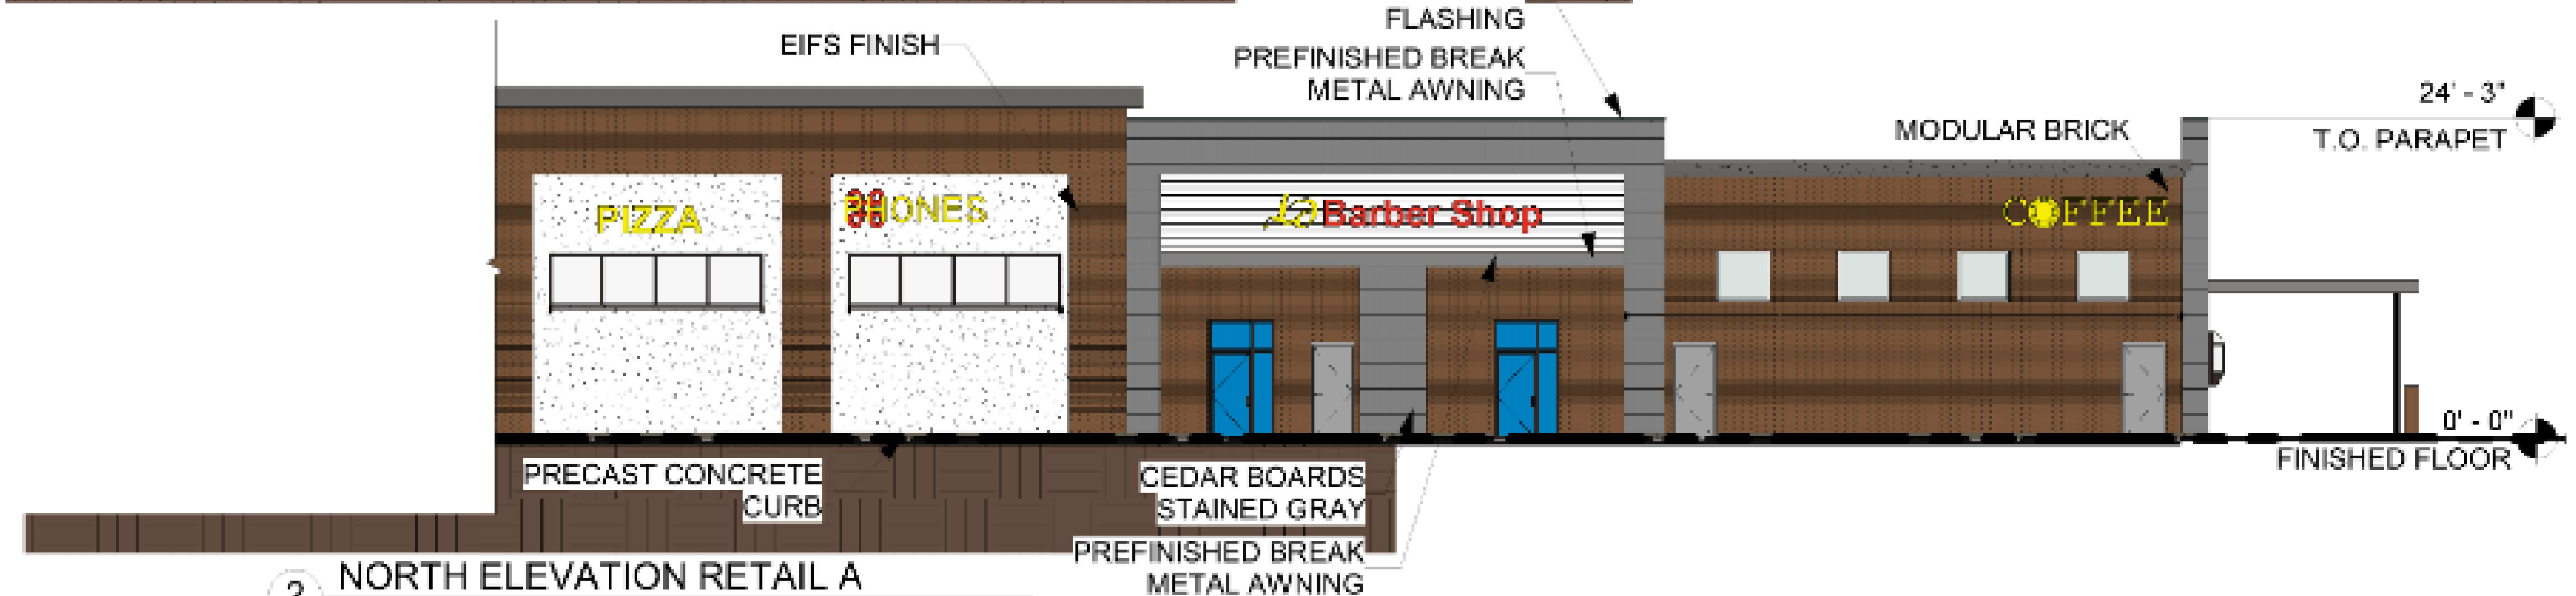 FLASHING
EIFS FINISH
PREFINISHED BREAK
METAL AWNING
24' - 3"
T.O. PARAPET
MODULAR BRICK
PIZZA
PHONES
Barber Shop
COFFEE
0' - 0"
FINISHED FLOOR
PRECAST CONCRETE
CURB
CEDAR BOARDS
STAINED GRAY
PREFINISHED BREAK
METAL AWNING
NORTH ELEVATION RETAIL A